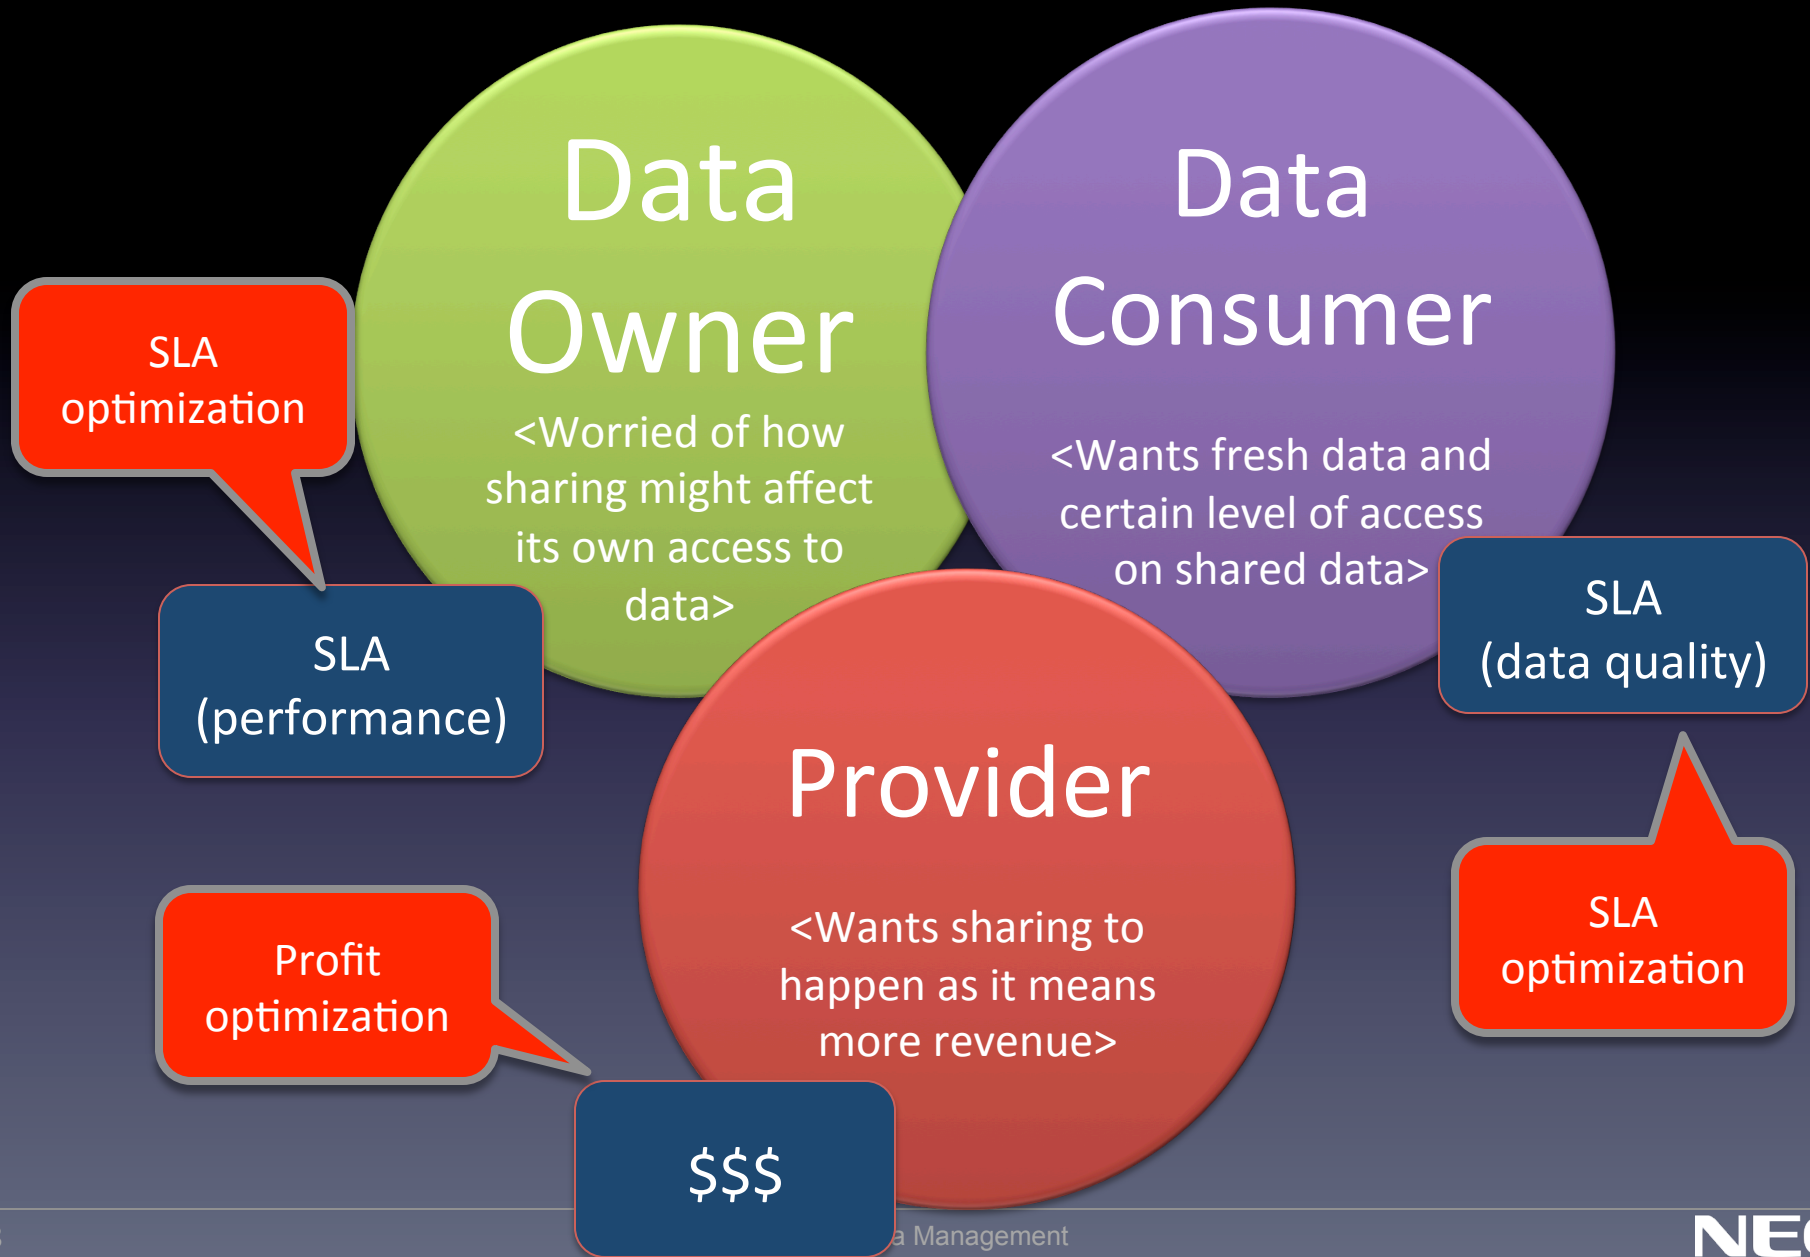 Data
Owner
<Worried of how
sharing might affect
its own access to
data>
Data
Consumer
<Wants fresh data and
certain level of access
on shared data>
SLA
optimization
SLA
(performance)
SLA
(data quality)
SLA
optimization
Provider
<Wants sharing to
happen as it means
more revenue>
Profit
optimization
$$$
Management